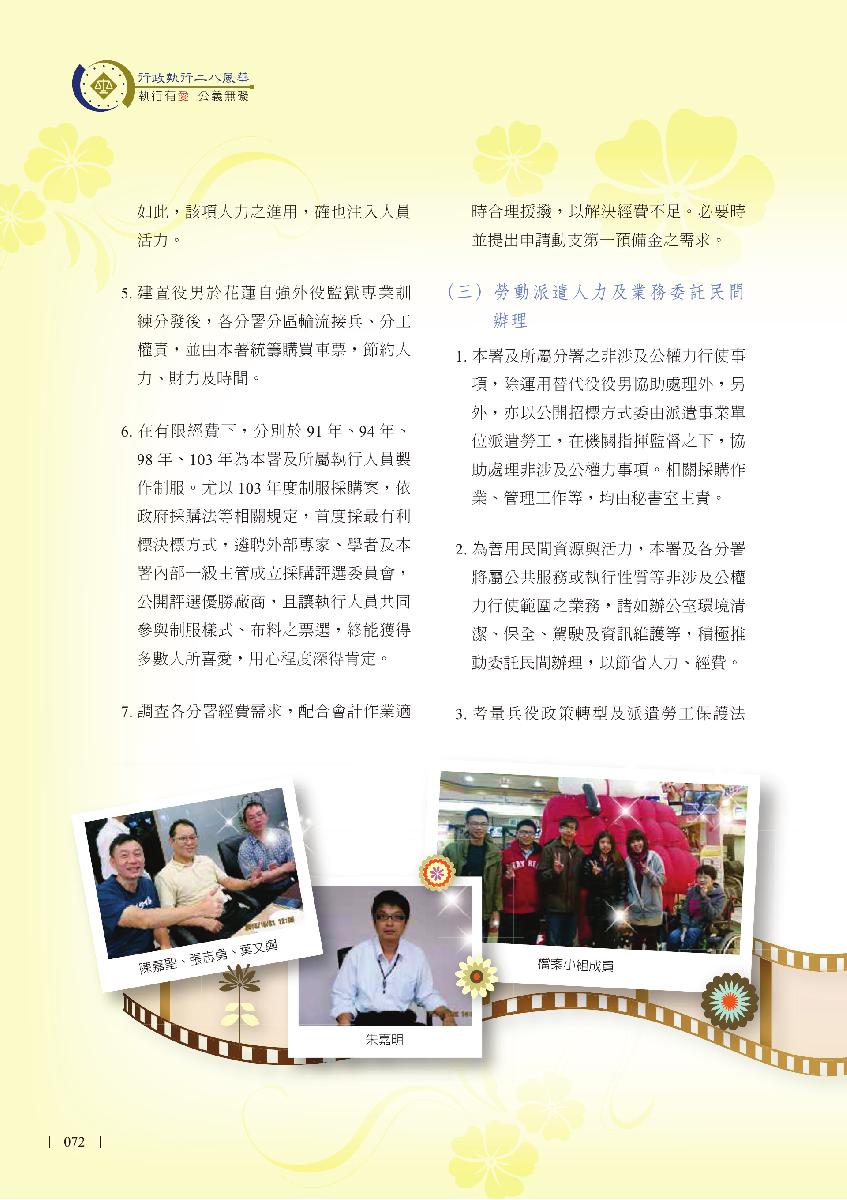 行政執行二八風華
執行有愛 公義無礙
如此，該項人力之進用，確也注入人員
活力。
5. 建置役男於花蓮自強外役監獄專業訓
練分發後，各分署分區輪流接兵、分工
權責，並由本署統籌購買車票，節約人
力、財力及時間。
6. 在有限經費下，分別於 91 年、94 年、
98 年、103 年為本署及所屬執行人員製
作制服。尤以 103 年度制服採購案，依
政府採購法等相關規定，首度採最有利
標決標方式，遴聘外部專家、學者及本
署內部一級主管成立採購評選委員會，
公開評選優勝廠商，且讓執行人員共同
參與制服樣式、布料之票選，終能獲得
多數人所喜愛，用心程度深得肯定。
7. 調查各分署經費需求，配合會計作業適
時合理援撥，以解決經費不足。必要時
並提出申請動支第一預備金之需求。
（三）勞動派遣人力及業務委託民間
辦理
1. 本署及所屬分署之非涉及公權力行使事
項，除運用替代役役男協助處理外，另
外，亦以公開招標方式委由派遣事業單
位派遣勞工，在機關指揮監督之下，協
助處理非涉及公權力事項。相關採購作
業、管理工作等，均由秘書室主責。
2. 為善用民間資源與活力，本署及各分署
將屬公共服務或執行性質等非涉及公權
力行使範圍之業務，諸如辦公室環境清
潔、保全、駕駛及資訊維護等，積極推
動委託民間辦理，以節省人力、經費。
3. 考量兵役政策轉型及派遣勞工保護法
陳嘉聖、張志勇、葉文與
朱嘉明
檔案小組成員
072